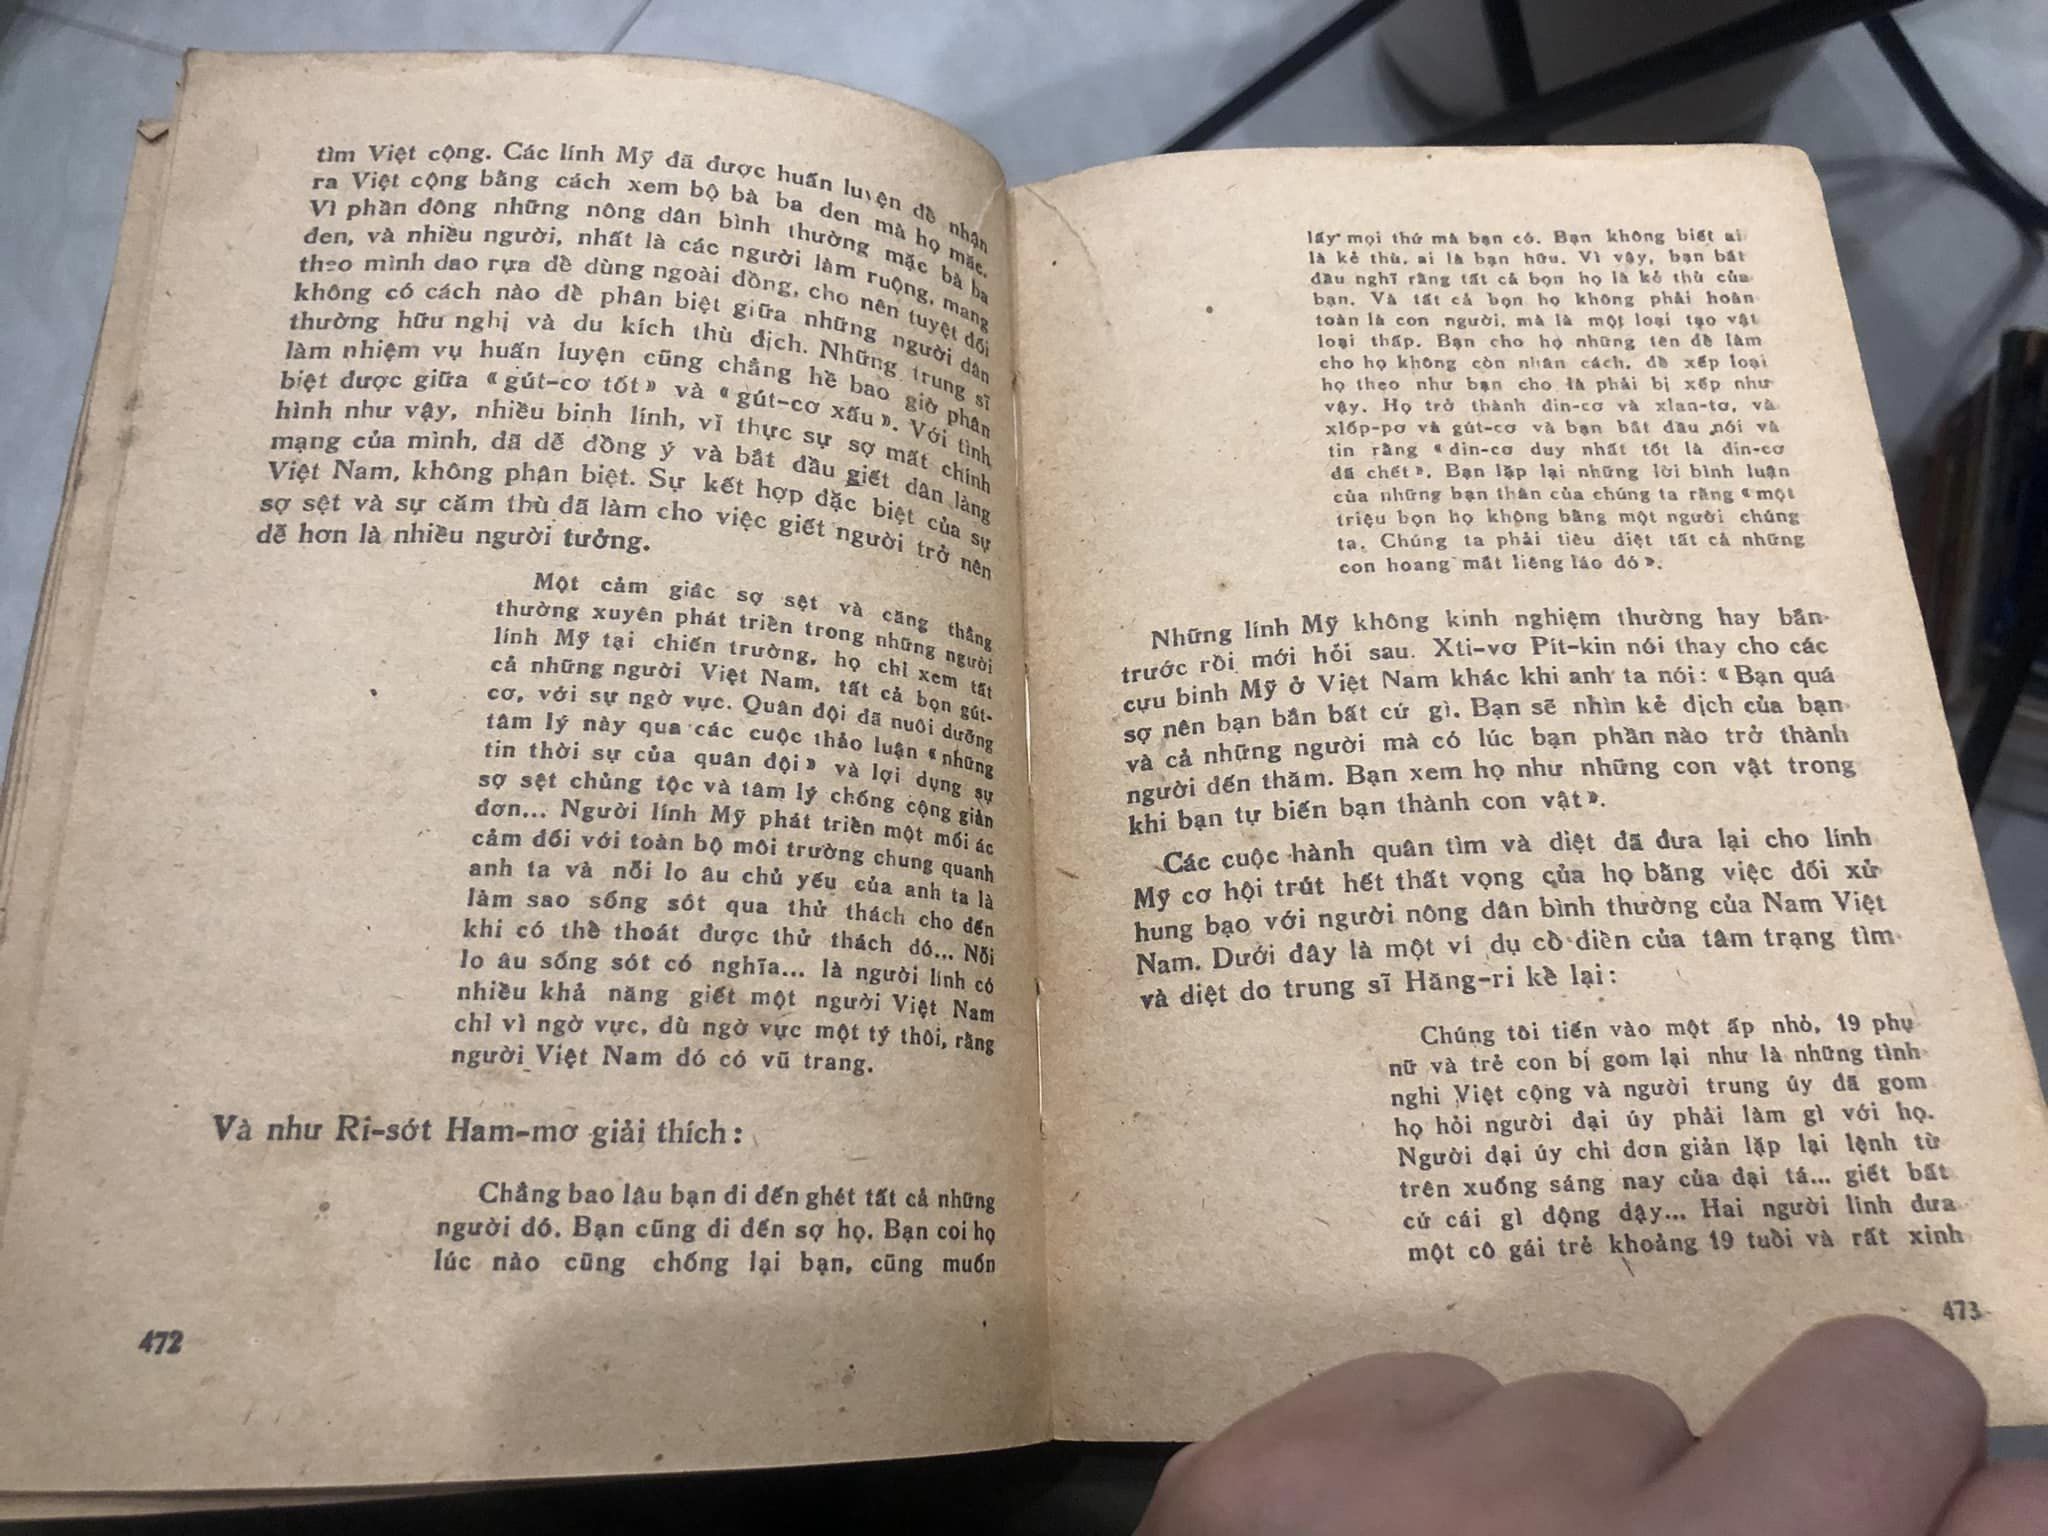 tìm Việt cộng. Các lính Mỹ đã được huấn luyện để nhận
ra Việt cộng bằng cách xem bộ bà ba đen mà họ mặc.
Vì phần đông những nông dân bình thường mặc bà ba
đen, và nhiều người, nhất là các người làm ruộng, mang
theo mình dao rựa để dùng ngoài đồng, cho nên tuyệt đối
không có cách nào để phân biệt giữa những người dân
thường hữu nghị và du kích thù địch. Những trung sĩ
làm nhiệm vụ huấn luyện cũng chẳng hề bao giờ phân
biệt được giữa « gút-cơ tốt » và « gút-cơ xấu ». Với tình
hình như vậy, nhiều binh lính, vì thực sự sợ mất chính
mạng của mình, đã dễ đồng ý và bắt đầu giết dân làng
Việt Nam, không phân biệt. Sự kết hợp đặc biệt của sự
sợ sệt và sự căm thù đã làm cho việc giết người trở nên
dễ hơn là nhiều người tưởng.
Một cảm giác sợ sệt và căng thẳng
thường xuyên phát triển trong những người
lính Mỹ tại chiến trường, họ chỉ xem tất
cả những người Việt Nam, tất cả bọn gút-
cơ, với sự ngờ vực. Quân đội đã nuôi dưỡng
tâm lý này qua các cuộc thảo luận « những
tin thời sự của quân đội » và lợi dụng sự
sợ sệt chủng tộc và tâm lý chống cộng giản
đơn... Người lính Mỹ phát triển một mối ác
cảm đối với toàn bộ môi trường chung quanh
anh ta và nỗi lo âu chủ yếu của anh ta là
làm sao sống sót qua thử thách cho đến
khi có thể thoát được thử thách đó... Nỗi
lo âu sống sót có nghĩa... là người lính có
nhiều khả năng giết một người Việt Nam
chỉ vì ngờ vực, dù ngờ vực một tý thôi, rằng
người Việt Nam đó có vũ trang.
Và như Ri-sớt Ham-mơ giải thích :
Chẳng bao lâu bạn đi đến ghét tất cả những
người đó. Bạn cũng đi đến sợ họ. Bạn coi họ
lúc nào cũng chống lại bạn, cũng muốn
472
lấy mọi thứ mà bạn có. Bạn không biết ai
là kẻ thù, ai là bạn hữu. Vì vậy, bạn bắt
đầu nghĩ rằng tất cả bọn họ là kẻ thù của
bạn. Và tất cả bọn họ không phải hoàn
toàn là con người, mà là một loại tạo vật
loại thấp. Bạn cho họ những tên để làm
cho họ không còn nhân cách, để xếp loại
họ theo như bạn cho là phải bị xếp như
vậy. Họ trở thành đin-cơ và xlan-tơ, và
xlốp-pơ và gút-cơ và bạn bắt đầu nói và
tin rằng « đin-cơ duy nhất tốt là đin-cơ
đã chết ». Bạn lặp lại những lời bình luận
của những bạn thân của chúng ta rằng « một
triệu bọn họ không bằng một người chúng
ta. Chúng ta phải tiêu diệt tất cả những
con hoang mắt liêng láo đó ».
Những lính Mỹ không kinh nghiệm thường hay bắn
trước rồi mới hỏi sau. Xti-vơ Pít-kin nói thay cho các
cựu binh Mỹ ở Việt Nam khác khi anh ta nói : « Bạn quá
sợ nên bạn bắn bất cứ gì. Bạn sẽ nhìn kẻ địch của bạn
và cả những người mà có lúc bạn phần nào trở thành
người đến thăm. Bạn xem họ như những con vật trong
khi bạn tự biến bạn thành con vật ».
Các cuộc hành quân tìm và diệt đã đưa lại cho lính
Mỹ cơ hội trút hết thất vọng của họ bằng việc đối xử
hung bạo với người nông dân bình thường của Nam Việt
Nam. Dưới đây là một ví dụ cổ điển của tâm trạng tìm
và diệt do trung sĩ Hăng-ri kể lại :
Chúng tôi tiến vào một ấp nhỏ, 19 phụ
nữ và trẻ con bị gom lại như là những tình
nghi Việt cộng và người trung úy đã gom
họ hỏi người đại úy phải làm gì với họ.
Người đại úy chỉ đơn giản lặp lại lệnh từ
trên xuống sáng nay của đại tá... giết bất
cứ cái gì động đậy... Hai người lính đưa
một cô gái trẻ khoảng 19 tuổi và rất xinh
473